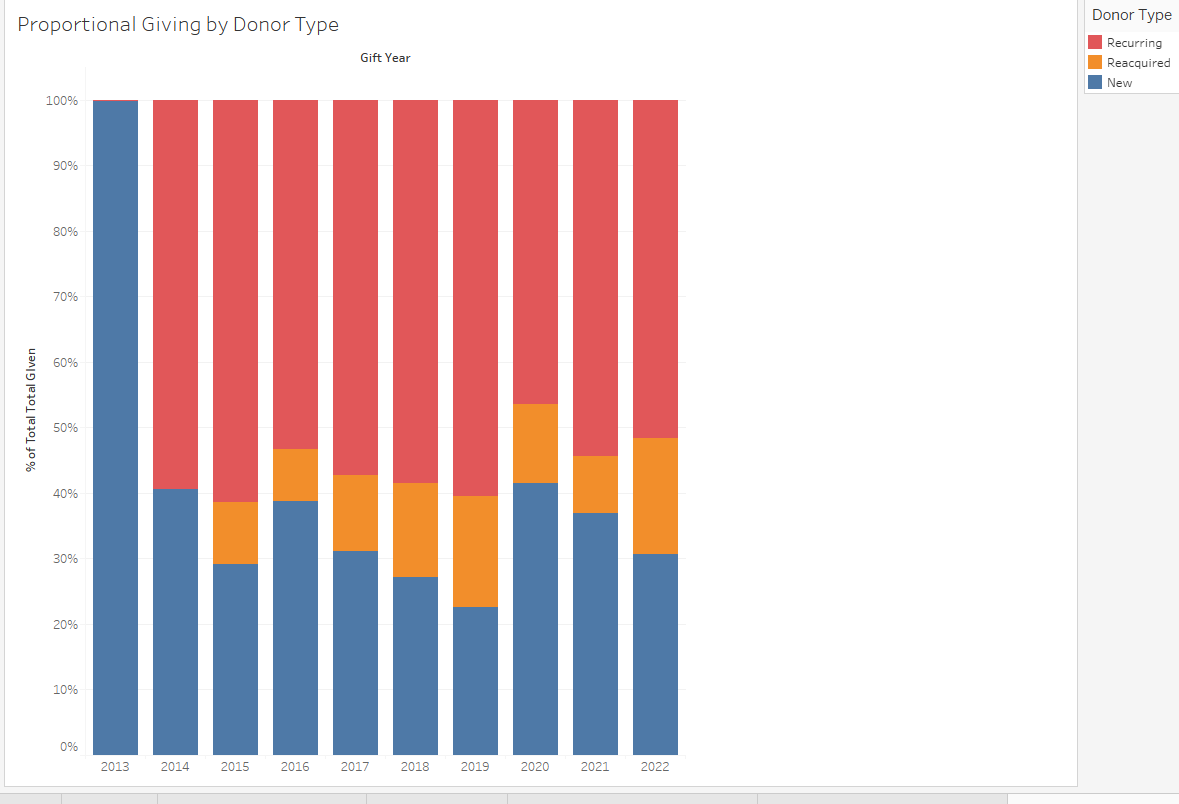 Proportional Giving by Donor Type
Gift Year
% of Total Total GIven
100%
90%
80%
70%
60%
50%
40%
30%
20%
10%
0%
2013 2014 2015 2016 2017 2018 2019 2020 2021 2022
Donor Type
Recurring
Reacquired
New